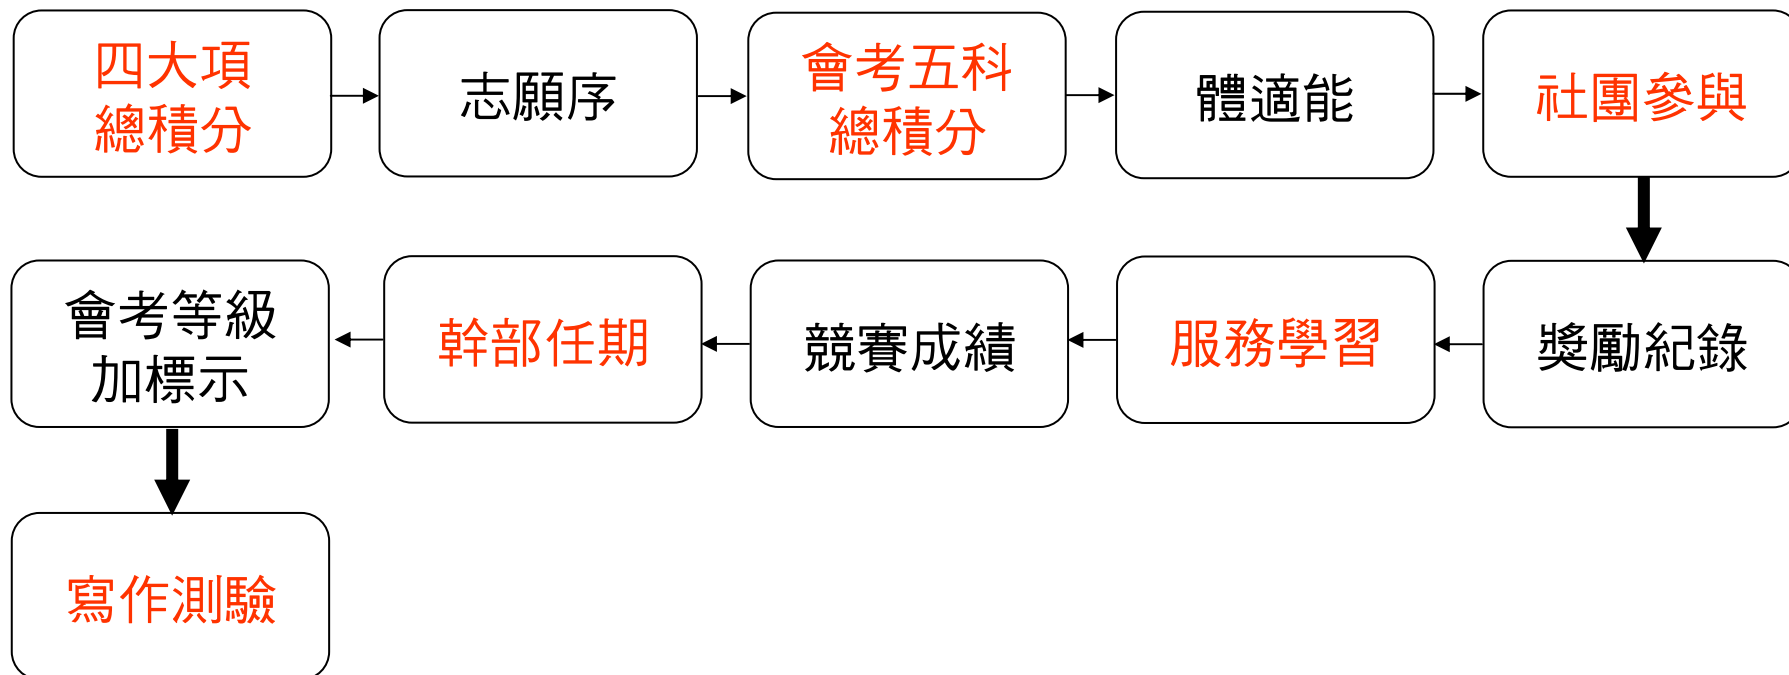 四大項
總積分
志願序
會考五科
總積分
體適能
社團參與
獎勵紀錄
服務學習
競賽成績
幹部任期
會考等級
加標示
寫作測驗